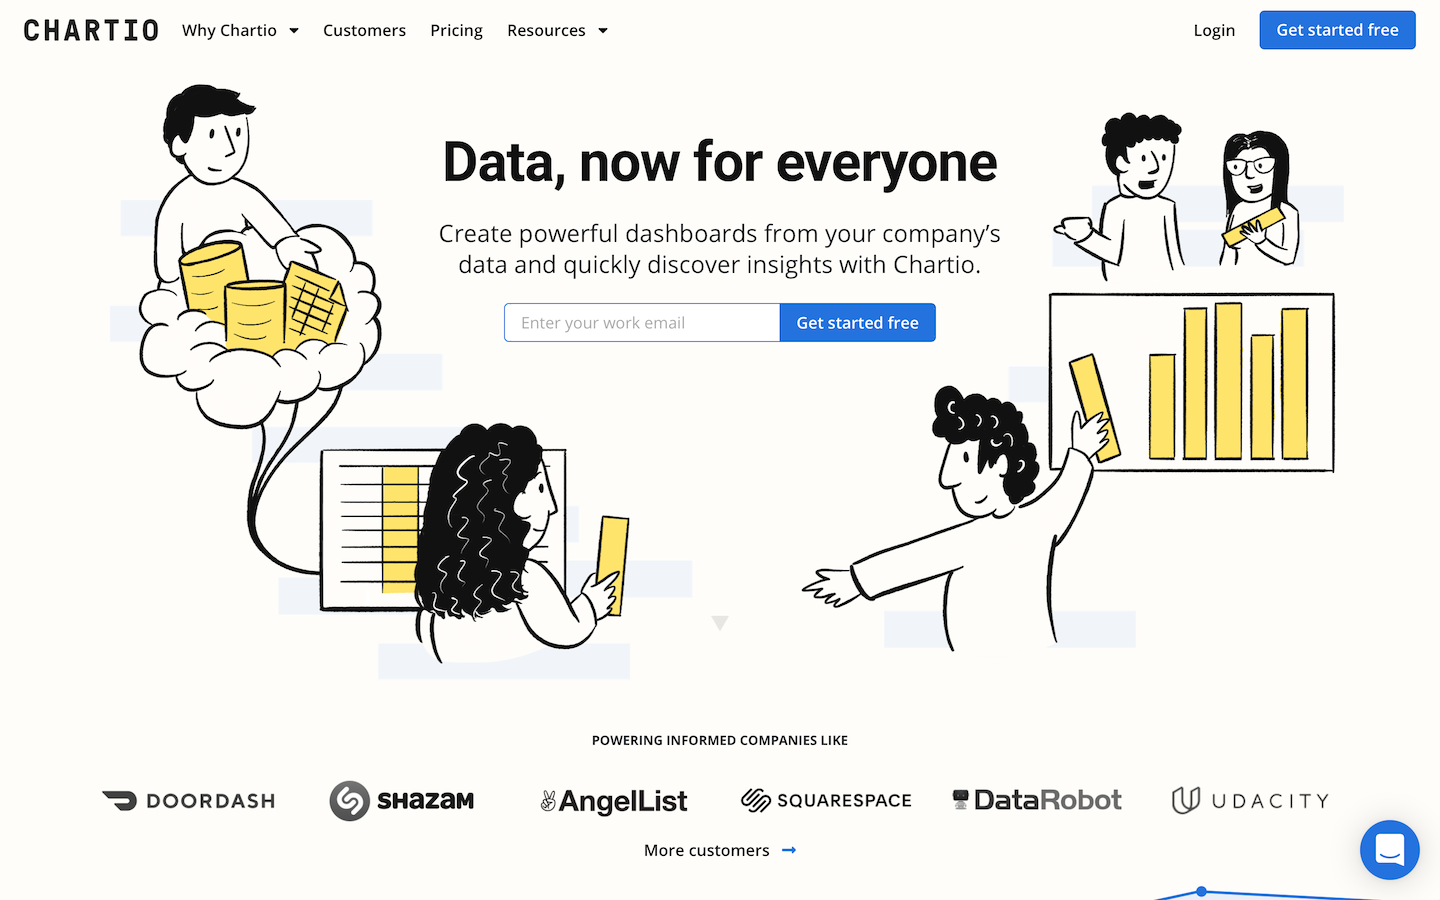 CHARTIO
Why Chartio
Customers
Pricing
Resources
Login
Get started free
Data, now for everyone
Create powerful dashboards from your company’s
data and quickly discover insights with Chartio.
Enter your work email
Get started free
POWERING INFORMED COMPANIES LIKE
DOORDASH
SHAZAM
AngelList
SQUARESPACE
DataRobot
UDACITY
More customers